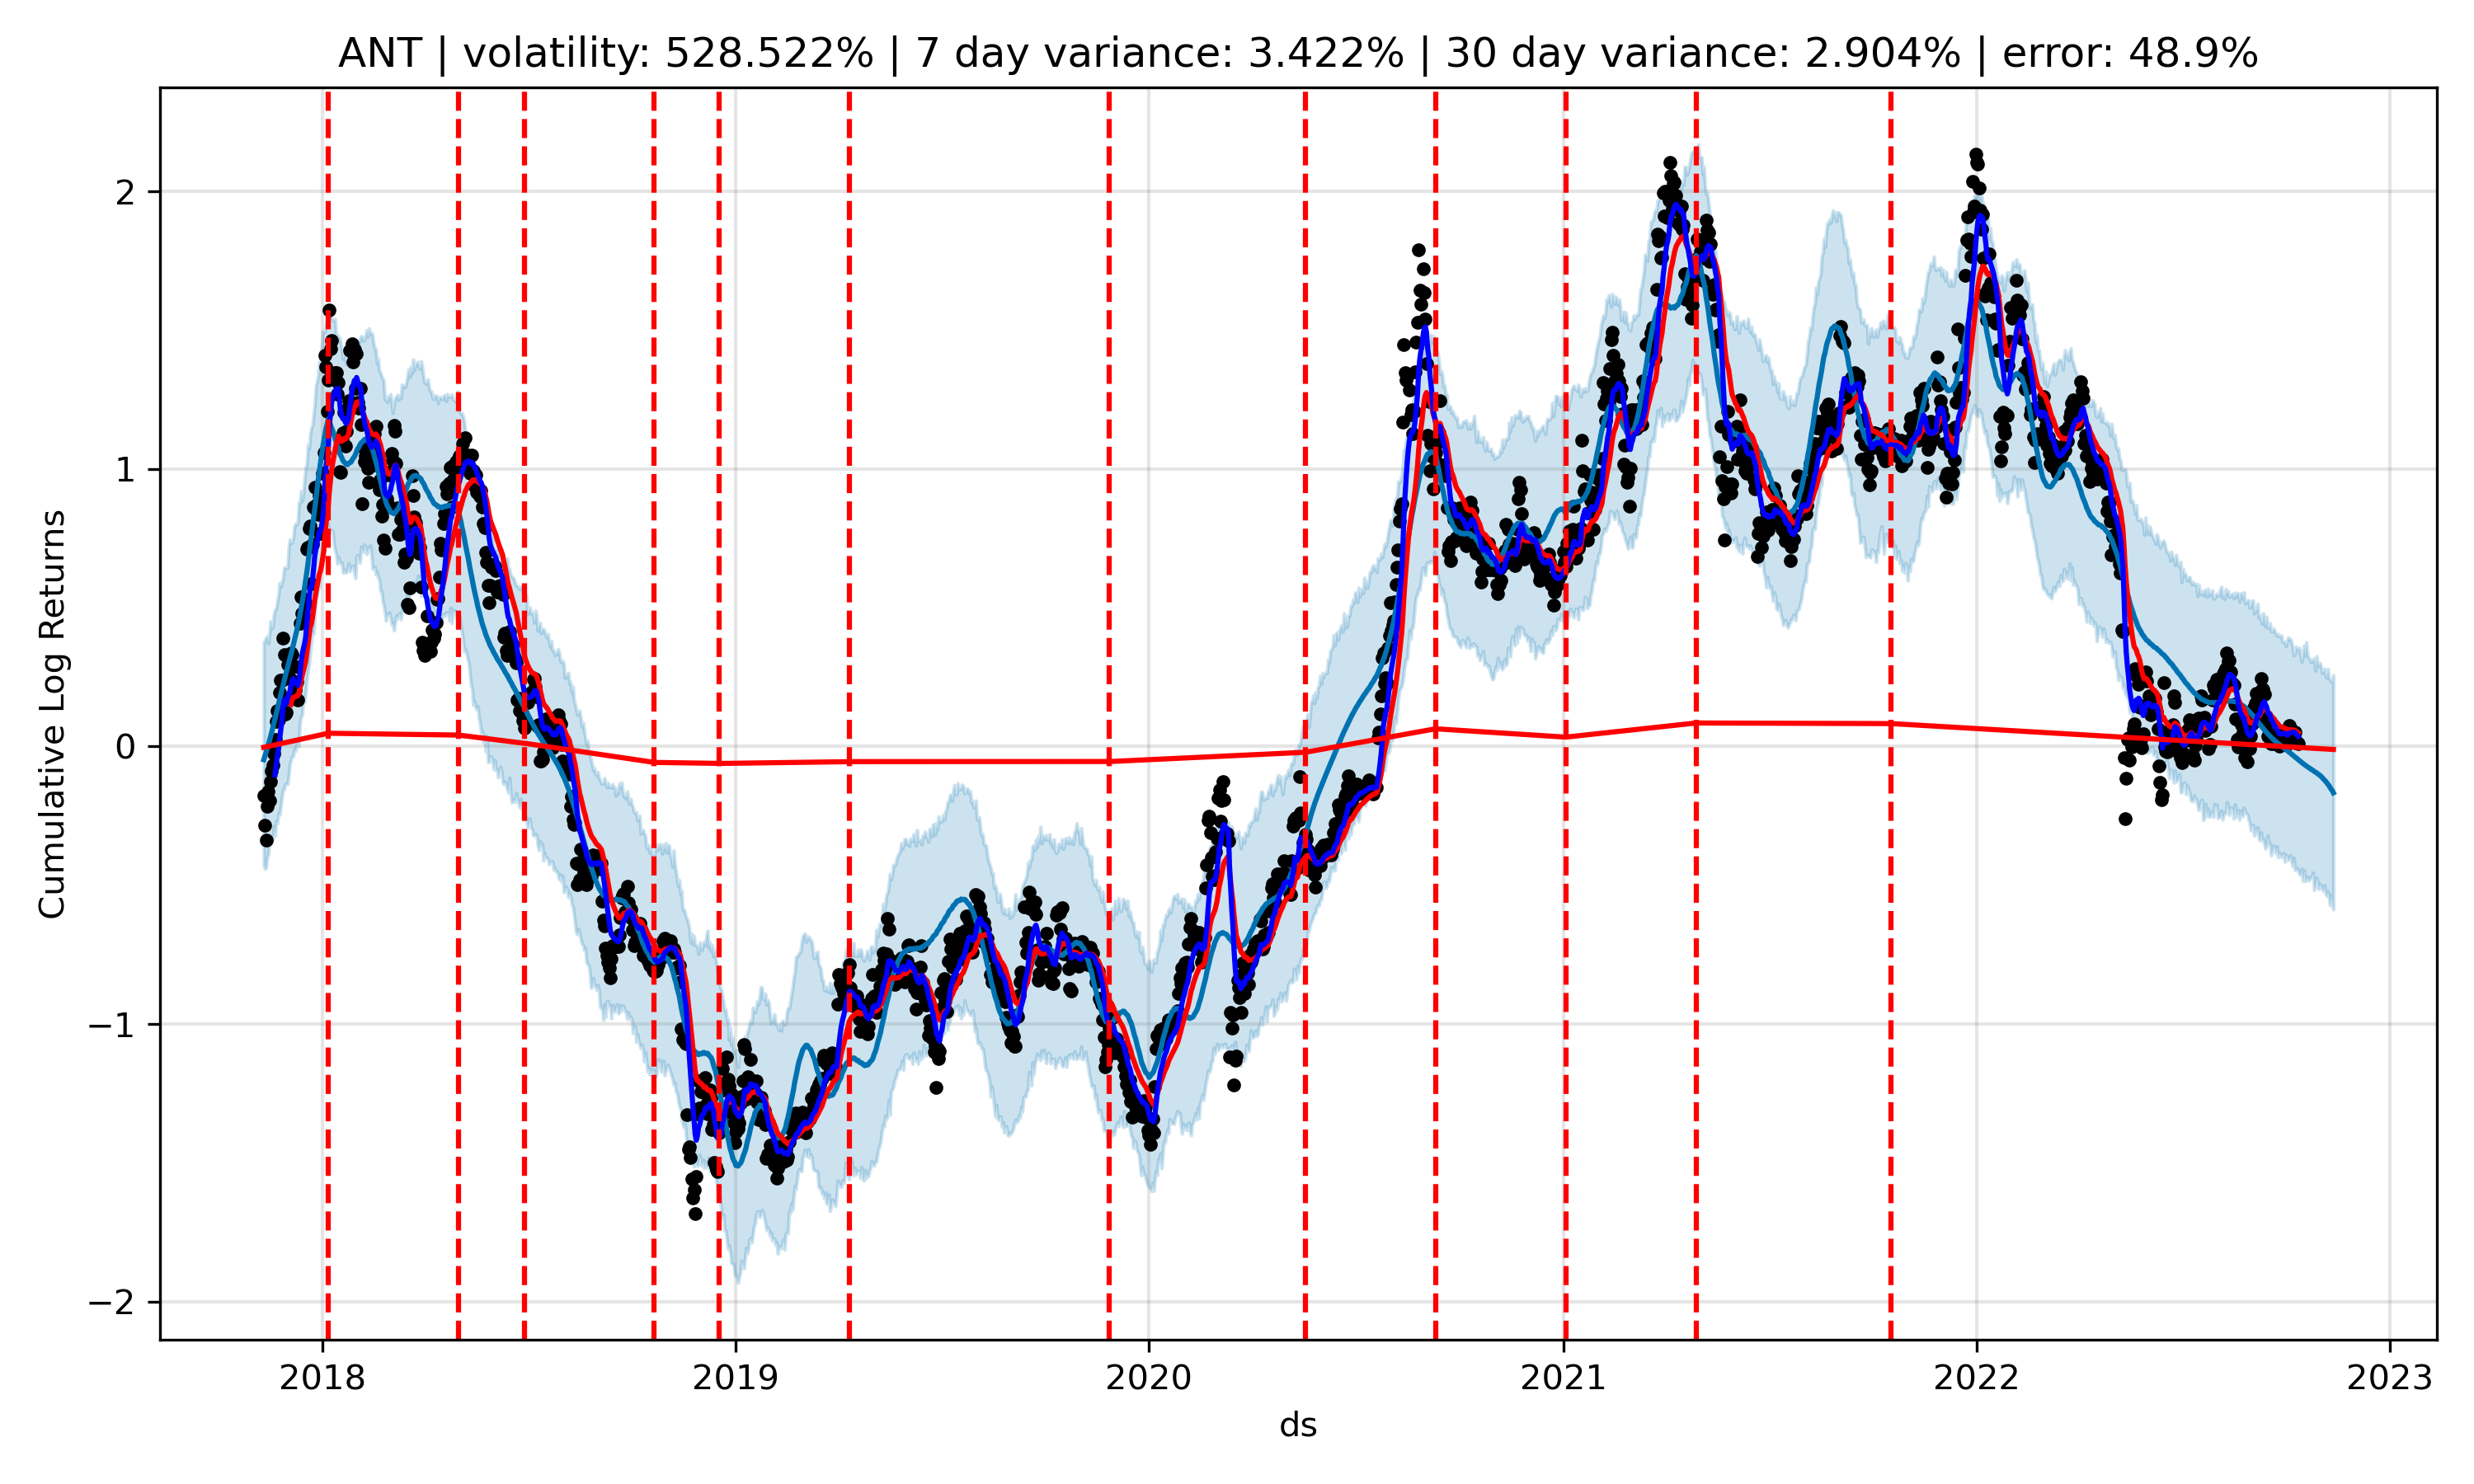 ANT | volatility: 528.522% | 7 day variance: 3.422% | 30 day variance: 2.904% | error: 48.9%
Cumulative Log Returns
2
1
0
−1
−2
2018 2019 2020 2021 2022 2023
ds